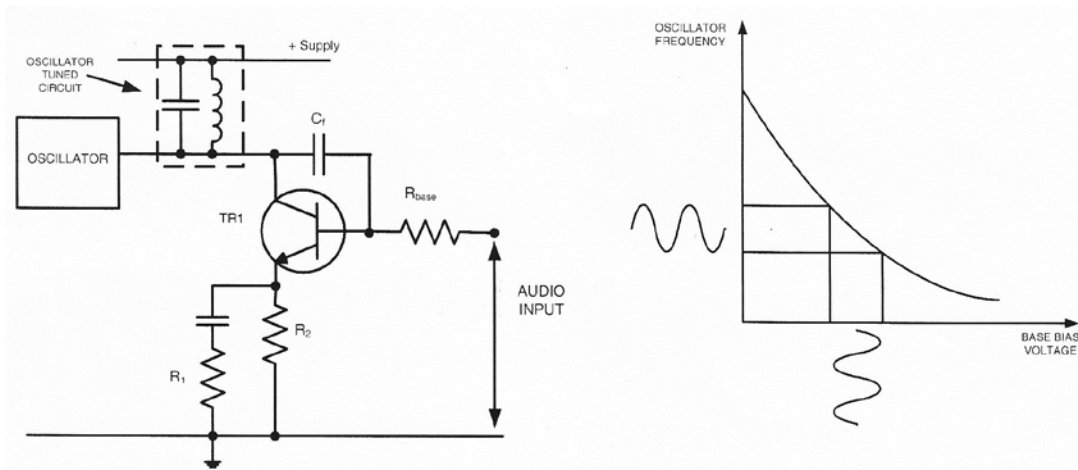 + Supply
OSCILLATOR
TUNED
CIRCUIT
OSCILLATOR
Cf
Rbase
TR1
AUDIO
INPUT
R2
R1
OSCILLATOR
FREQUENCY
BASE BIAS
VOLTAGE